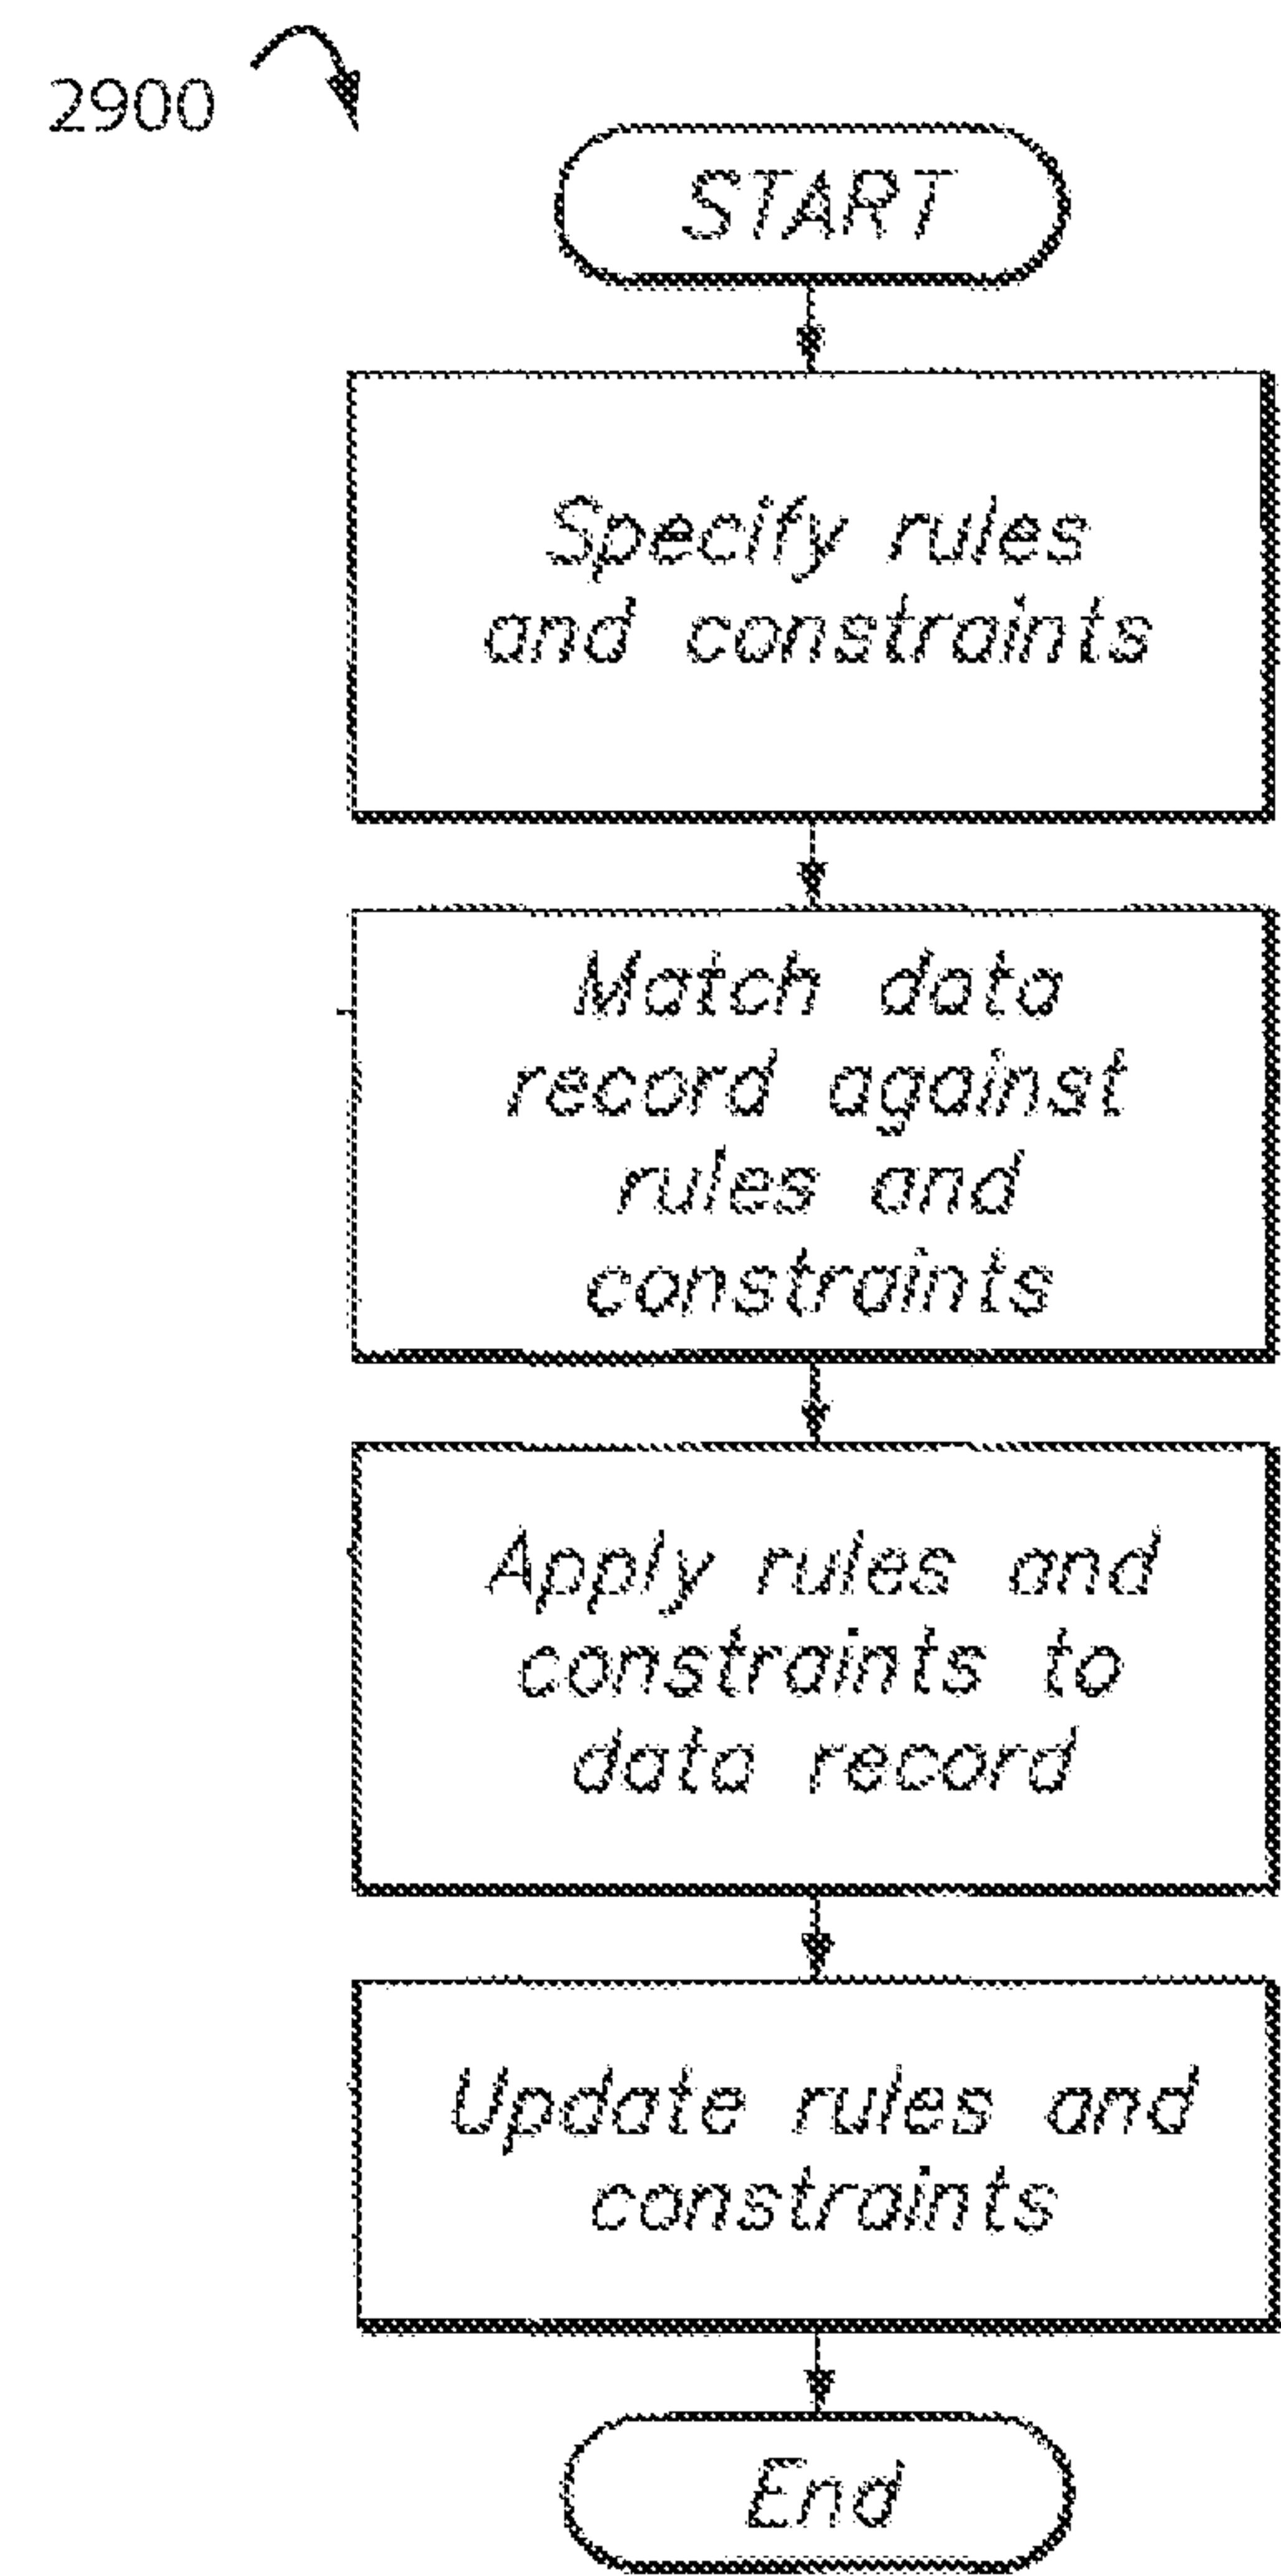 2900
START
Specify rules
and constraints
Match data
record against
rules and
constraints
Apply rules and
constraints to
data record
Update rules and
constraints
End